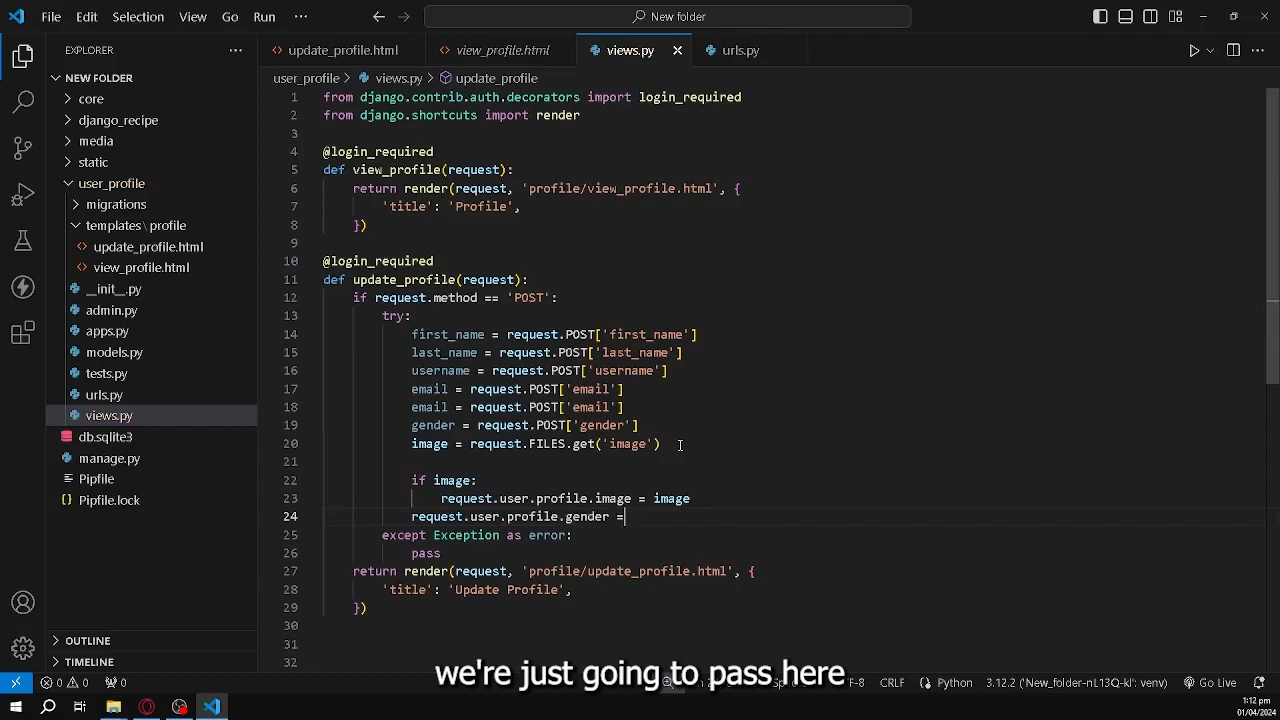 File Edit Selection View Go Run ··· New folder
EXPLORER ···
update_profile.html view_profile.html views.py urls.py
NEW FOLDER
core
django_recipe
media
static
user_profile
migrations
templates \ profile
update_profile.html
view_profile.html
__init__.py
admin.py
apps.py
models.py
tests.py
urls.py
views.py
db.sqlite3
manage.py
Pipfile
Pipfile.lock
OUTLINE
TIMELINE
user_profile > views.py > update_profile
1 from django.contrib.auth.decorators import login_required
2 from django.shortcuts import render
3
4 @login_required
5 def view_profile(request):
6 return render(request, 'profile/view_profile.html', {
7 'title': 'Profile',
8 })
9
10 @login_required
11 def update_profile(request):
12 if request.method == 'POST':
13 try:
14 first_name = request.POST['first_name']
15 last_name = request.POST['last_name']
16 username = request.POST['username']
17 email = request.POST['email']
18 email = request.POST['email']
19 gender = request.POST['gender']
20 image = request.FILES.get('image')
21
22 if image:
23 request.user.profile.image = image
24 request.user.profile.gender =
25 except Exception as error:
26 pass
27 return render(request, 'profile/update_profile.html', {
28 'title': 'Update Profile',
29 })
30
31
32
we're just going to pass here
0 0 0 CRLF Python 3.12.2 (New_folder-nL13Q-kl': venv) Go Live
1:12 pm
01/04/2024